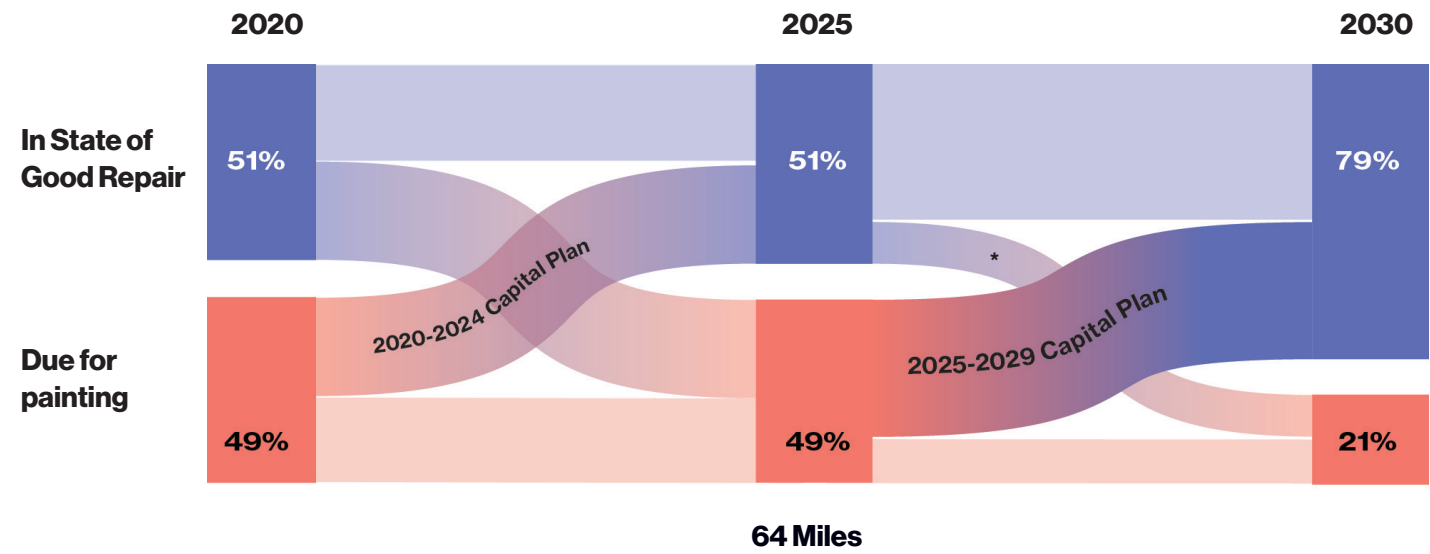 2020
2025
2030
In State of
Good Repair
51%
51%
79%
*
2020-2024 Capital Plan
2025-2029 Capital Plan
Due for
painting
49%
49%
21%
64 Miles